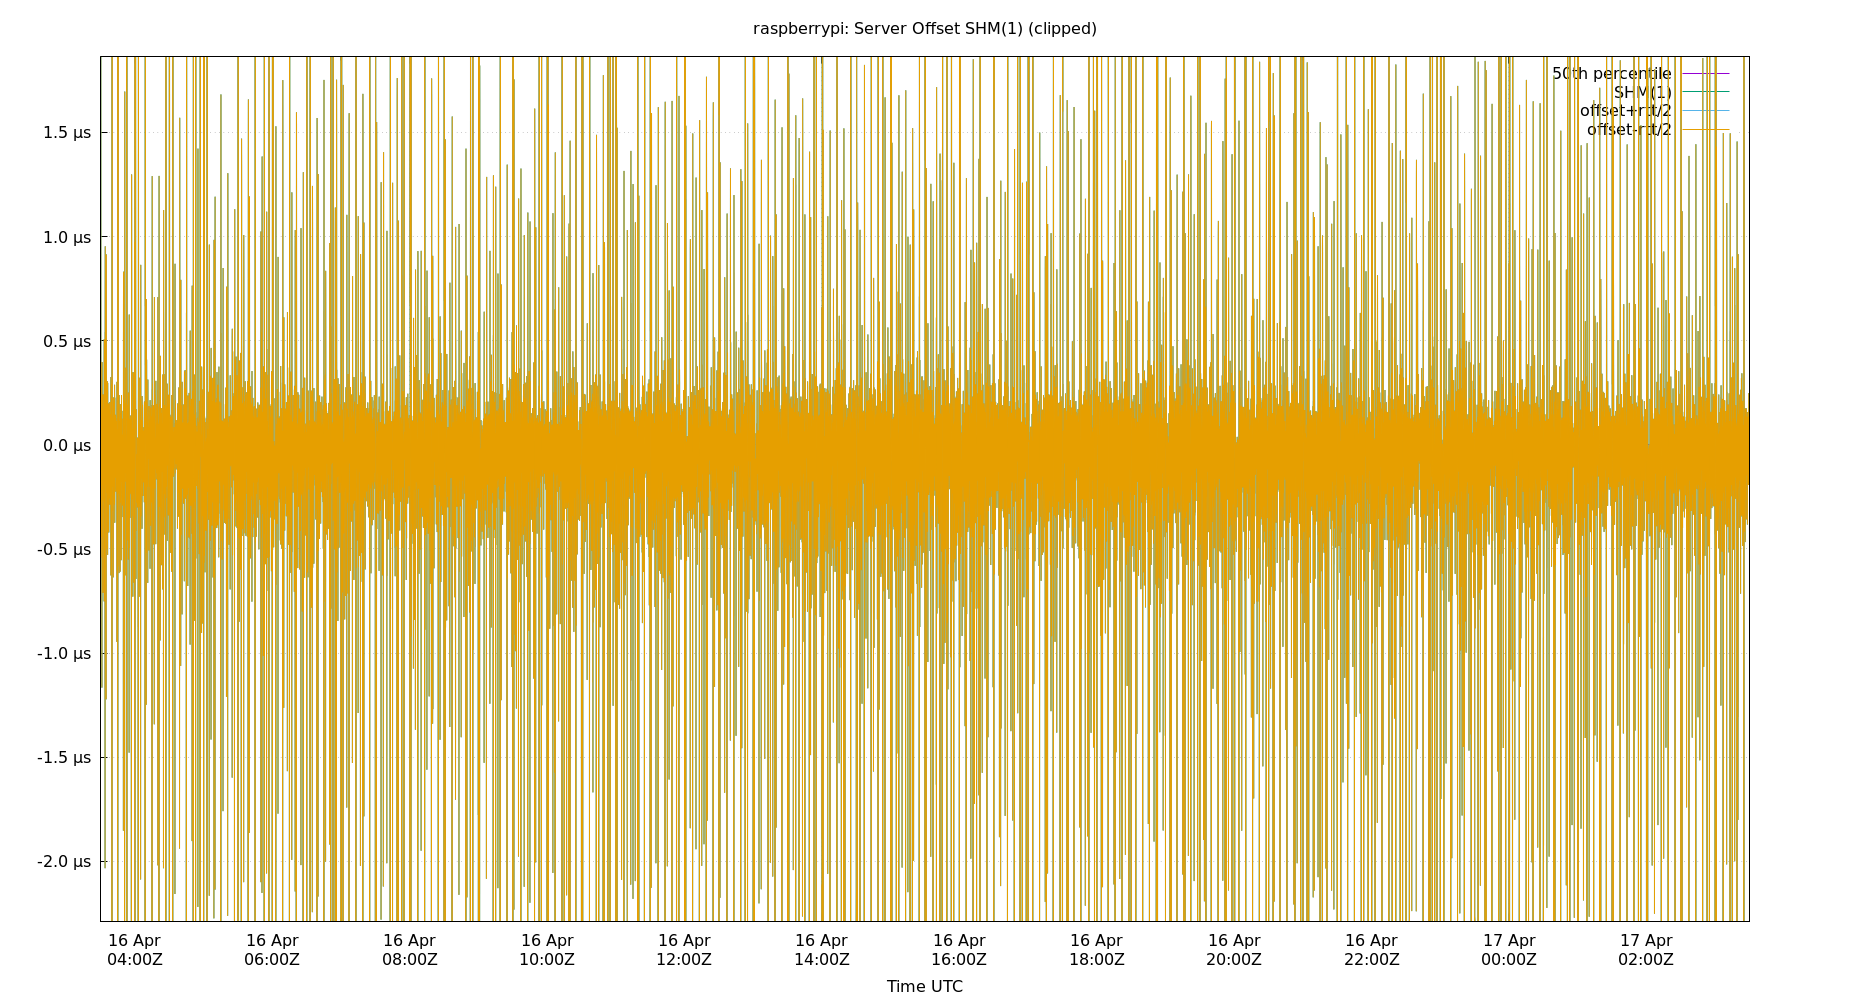 raspberrypi: Server Offset SHM(1) (clipped)
50th percentile
SHM(1)
offset+rtt/2
offset-rtt/2
1.5 µs
1.0 µs
0.5 µs
0.0 µs
-0.5 µs
-1.0 µs
-1.5 µs
-2.0 µs
16 Apr 16 Apr 16 Apr 16 Apr 16 Apr 16 Apr 16 Apr 16 Apr 16 Apr 16 Apr 17 Apr 17 Apr
04:00Z 06:00Z 08:00Z 10:00Z 12:00Z 14:00Z 16:00Z 18:00Z 20:00Z 22:00Z 00:00Z 02:00Z
Time UTC